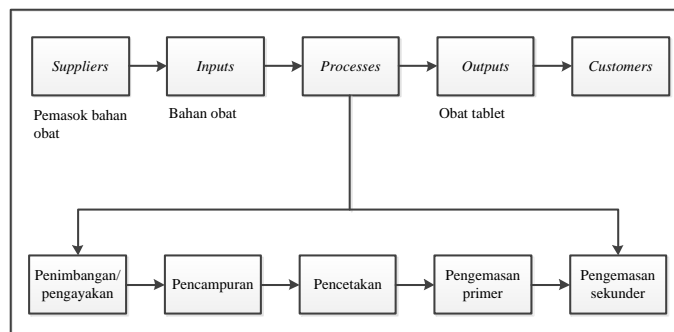 Suppliers
Inputs
Processes
Outputs
Customers
Pemasok bahan
obat
Bahan obat
Obat tablet
Penimbangan/
pengayakan
Pencampuran
Pencetakan
Pengemasan
primer
Pengemasan
sekunder